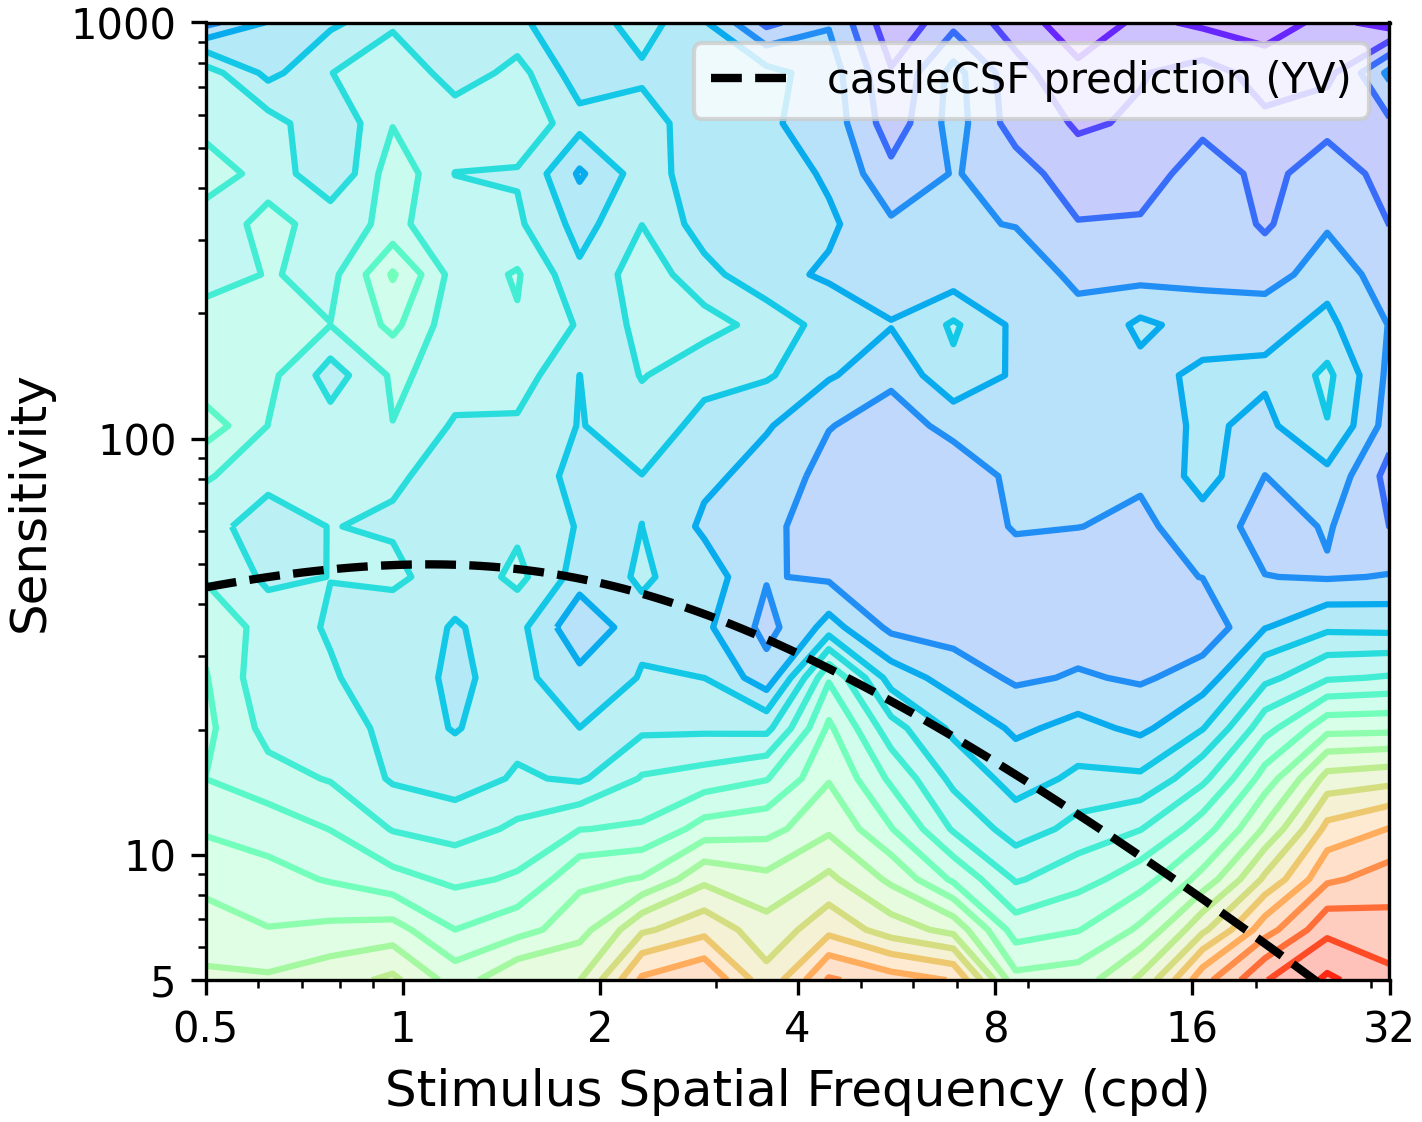 1000
castleCSF prediction (YV)
100
Sensitivity
10
5
0.5 1 2 4 8 16 32
Stimulus Spatial Frequency (cpd)